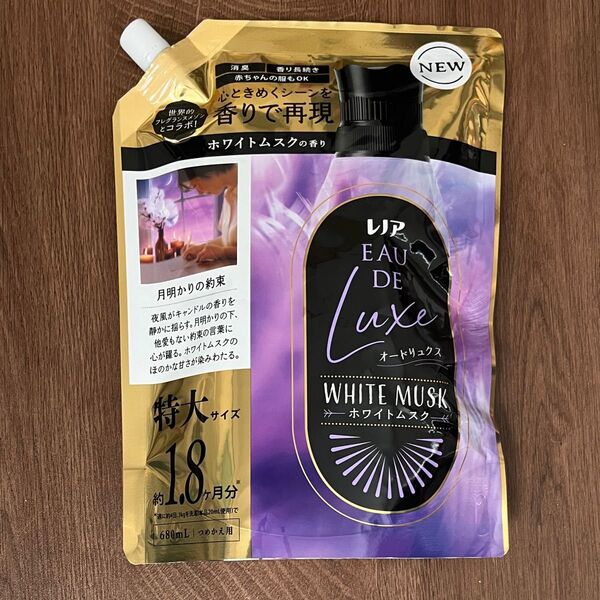 消臭 香り長続き
赤ちゃんの服もOK
心ときめくシーンを
香りで再現
ホワイトムスクの香り
NEW
世界的
フレグランスメゾン
とコラボ!
月明かりの約束
夜風がキャンドルの香りを
静かに揺らす。月明かりの下、
他愛もない約束の言葉に
心が躍る。ホワイトムスクの
ほのかな甘さが染みわたる。
特大サイズ
約1.8ヶ月分※
680mL つめかえ用
レノア
EAU
DE
Luxe
オードリュクス
WHITE MUSK
ホワイトムスク